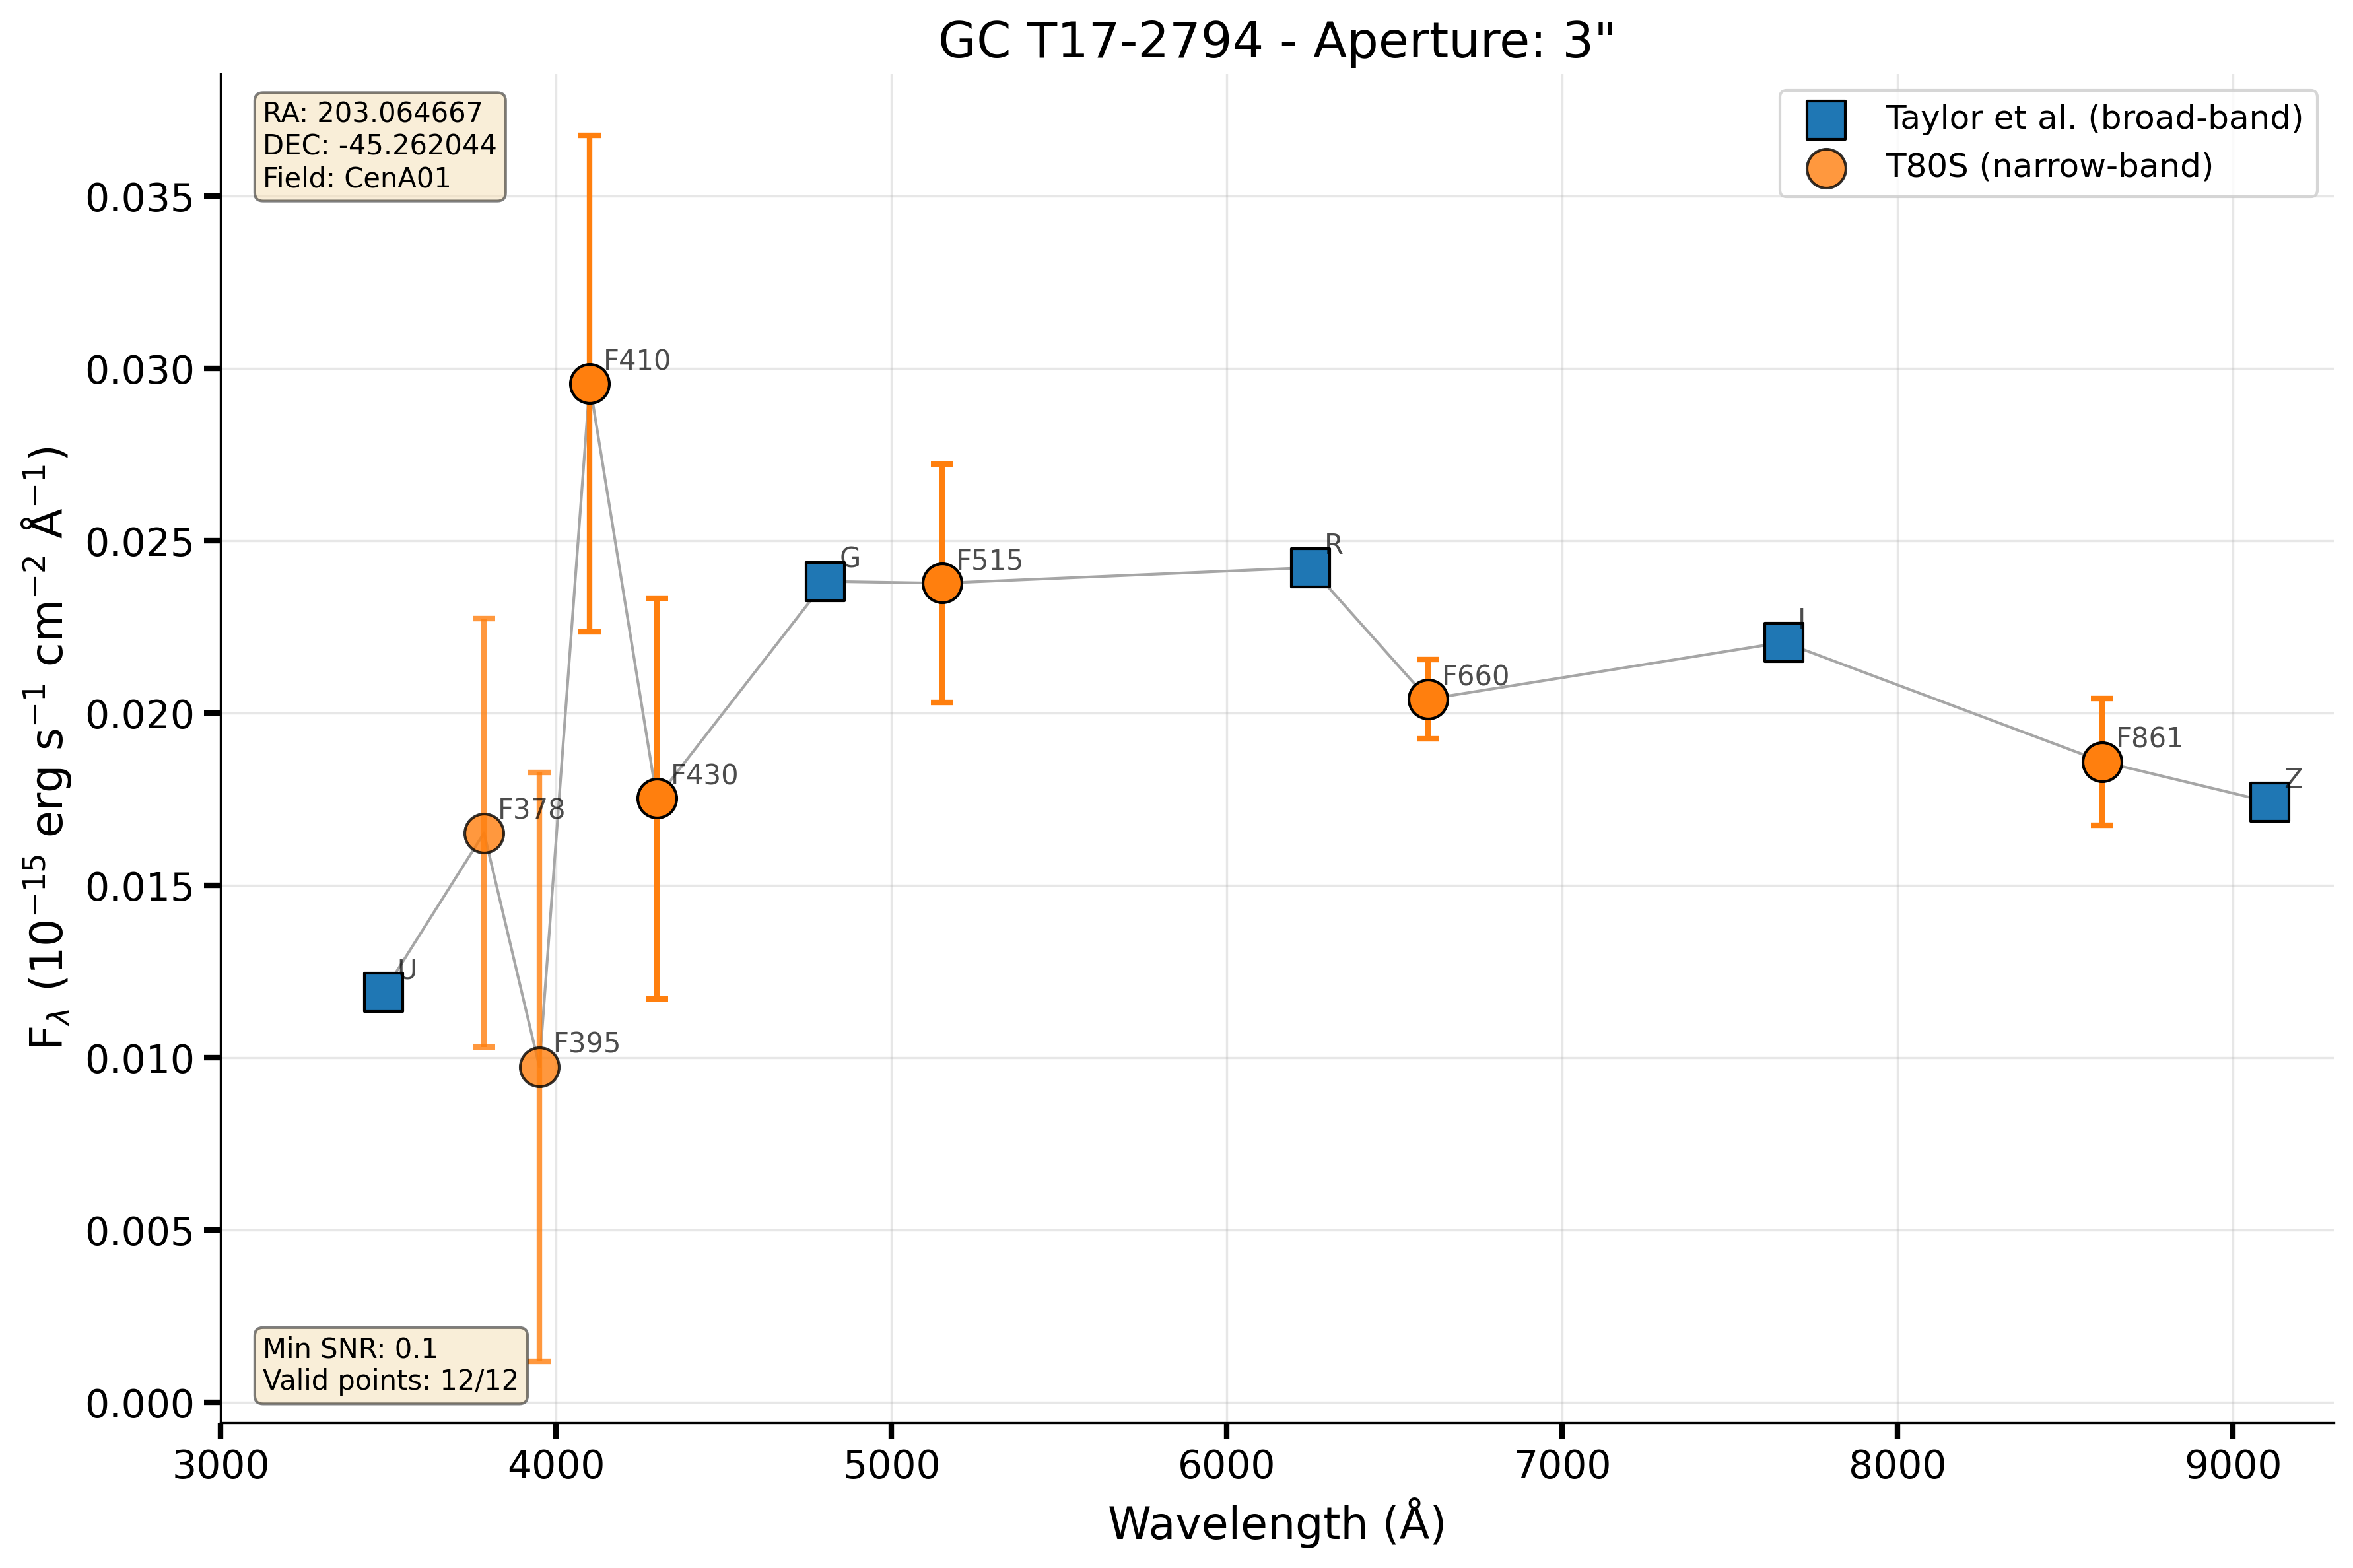 GC T17-2794 - Aperture: 3"
RA: 203.064667
DEC: -45.262044
Field: CenA01
Taylor et al. (broad-band)
T80S (narrow-band)
0.035
0.030
0.025
0.020
0.015
0.010
0.005
0.000
F_λ (10⁻¹⁵ erg s⁻¹ cm⁻² Å⁻¹)
U
F378
F395
F410
F430
G
F515
R
F660
I
F861
Z
Min SNR: 0.1
Valid points: 12/12
3000 4000 5000 6000 7000 8000 9000
Wavelength (Å)